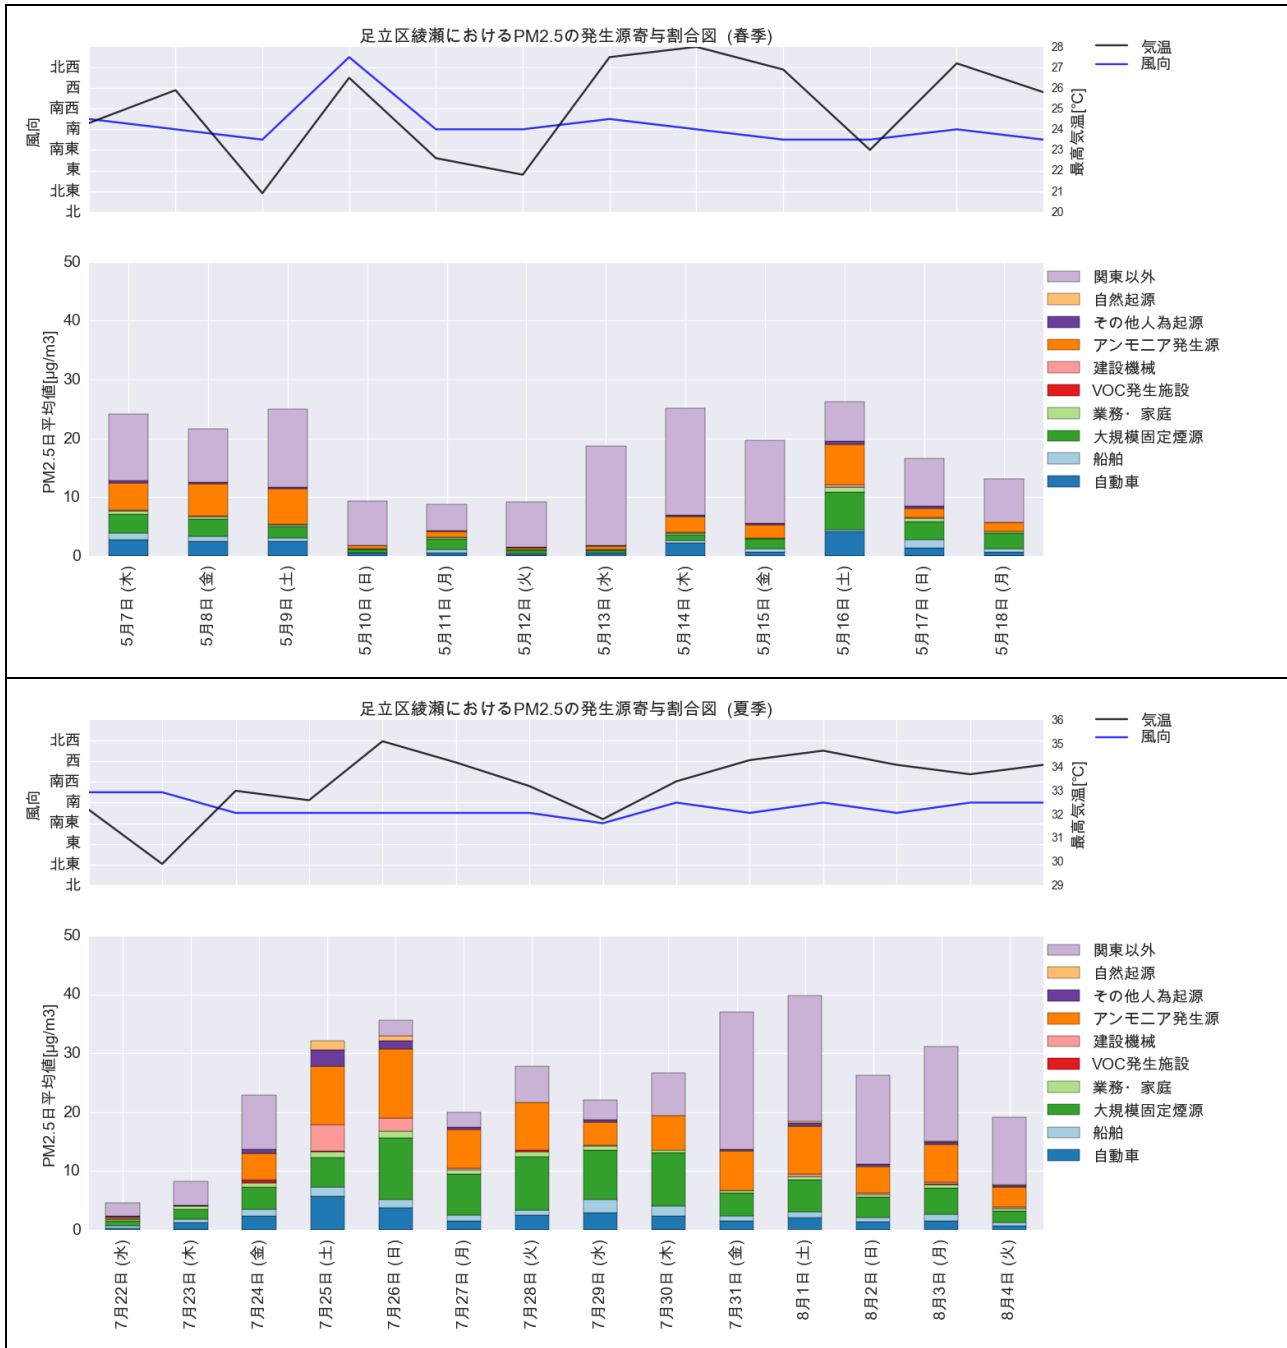 足立区綾瀬におけるPM2.5の発生源寄与割合図 (春季)
北西
西
南西
南
南東
東
北東
北
風向
28
27
26
25
24
23
22
21
20
最高気温[℃]
気温
風向
50
40
30
20
10
0
PM2.5日平均値[μg/m3]
関東以外
自然起源
その他人為起源
アンモニア発生源
建設機械
VOC発生施設
業務・家庭
大規模固定煙源
船舶
自動車
5月7日 (木)
5月8日 (金)
5月9日 (土)
5月10日 (日)
5月11日 (月)
5月12日 (火)
5月13日 (水)
5月14日 (木)
5月15日 (金)
5月16日 (土)
5月17日 (日)
5月18日 (月)
足立区綾瀬におけるPM2.5の発生源寄与割合図 (夏季)
北西
西
南西
南
南東
東
北東
北
風向
36
35
34
33
32
31
30
29
最高気温[℃]
気温
風向
50
40
30
20
10
0
PM2.5日平均値[μg/m3]
関東以外
自然起源
その他人為起源
アンモニア発生源
建設機械
VOC発生施設
業務・家庭
大規模固定煙源
船舶
自動車
7月22日 (水)
7月23日 (木)
7月24日 (金)
7月25日 (土)
7月26日 (日)
7月27日 (月)
7月28日 (火)
7月29日 (水)
7月30日 (木)
7月31日 (金)
8月1日 (土)
8月2日 (日)
8月3日 (月)
8月4日 (火)